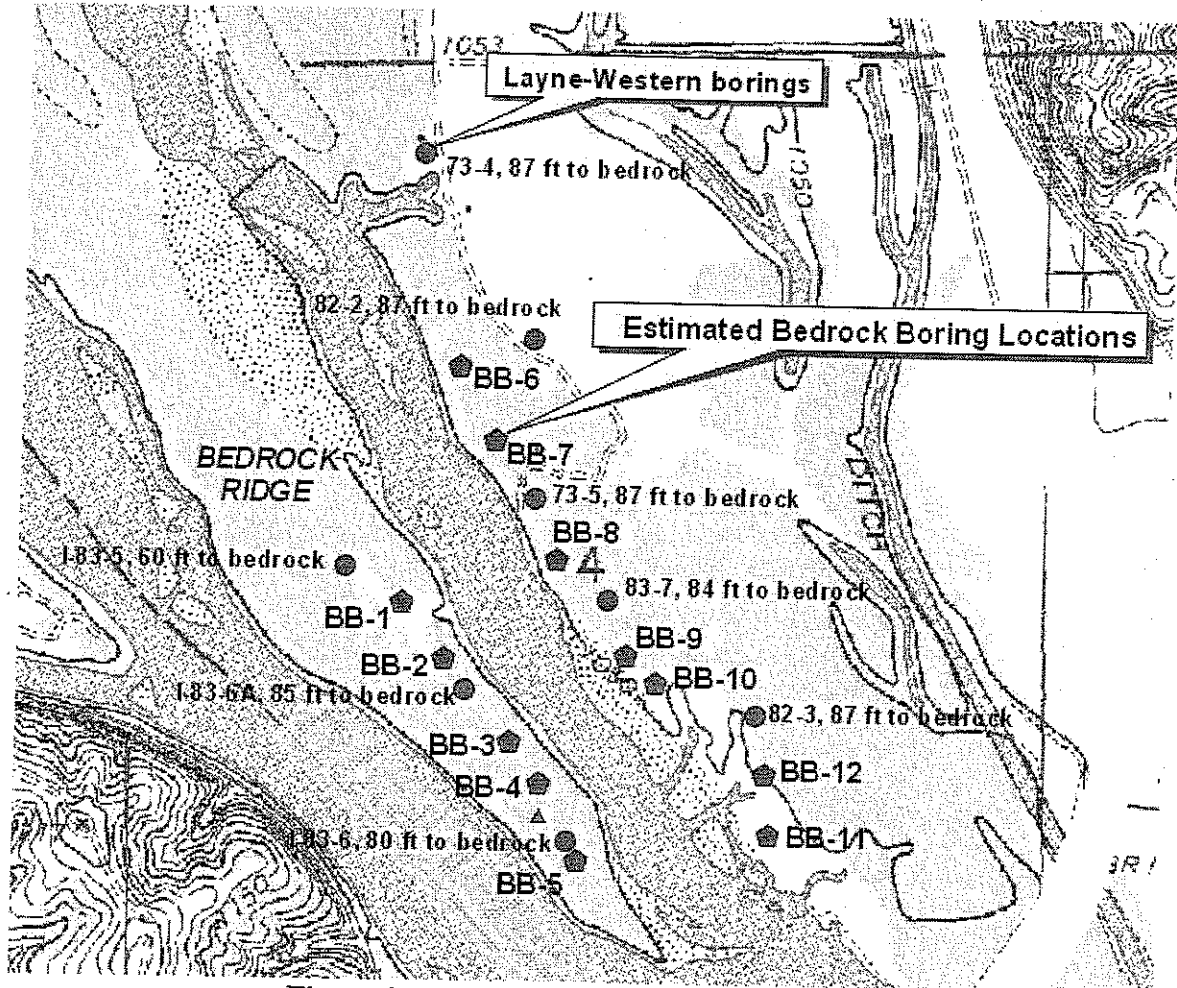 1053
Layne-Western borings
73-4, 87 ft to bedrock
1050
82-2, 87 ft to bedrock
Estimated Bedrock Boring Locations
BB-6
BB-7
BEDROCK
RIDGE
73-5, 87 ft to bedrock
DITCH
BB-8
4
I-83-5, 60 ft to bedrock
83-7, 84 ft to bedrock
BB-1
BB-9
BB-2
BB-10
I-83-6A, 85 ft to bedrock
82-3, 87 ft to bedrock
BB-3
BB-12
BB-4
I-83-6, 80 ft to bedrock
BB-11
BB-5